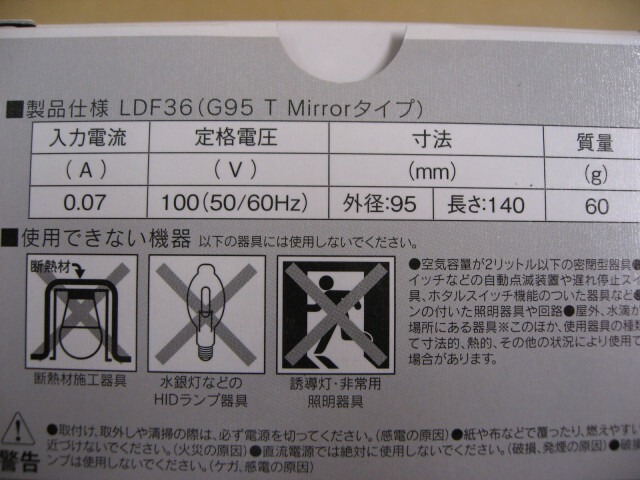 ■製品仕様 LDF36(G95 T Mirrorタイプ)
入力電流 定格電圧 寸法 質量
(A) (V) (mm) (g)
0.07 100(50/60Hz) 外径:95 長さ:140 60
■使用できない機器 以下の器具には使用しないでください。
断熱材
断熱材施工器具
水銀灯などの
HIDランプ器具
誘導灯・非常用
照明器具
●空気容量が2リットル以下の密閉型器具●
イッチなどの自動点滅装置や遅れ停止スイ
具、ホタルスイッチ機能のついた器具など●
ンの付いた照明器具や回路●屋外、水滴が
場所にある器具※このほか、使用器具の種類
て寸法的、熱的、その他の状況により使用で
場合があります。
警告
●取付け、取外しや清掃の際は、必ず電源を切ってください。(感電の原因)●紙や布などで覆ったり、燃えやすい
近づけないでください。(火災の原因)●直流電源では絶対に使用しないでください。(破損、発煙の原因)●破損
ンプは使用しないでください。(ケガ、感電の原因)